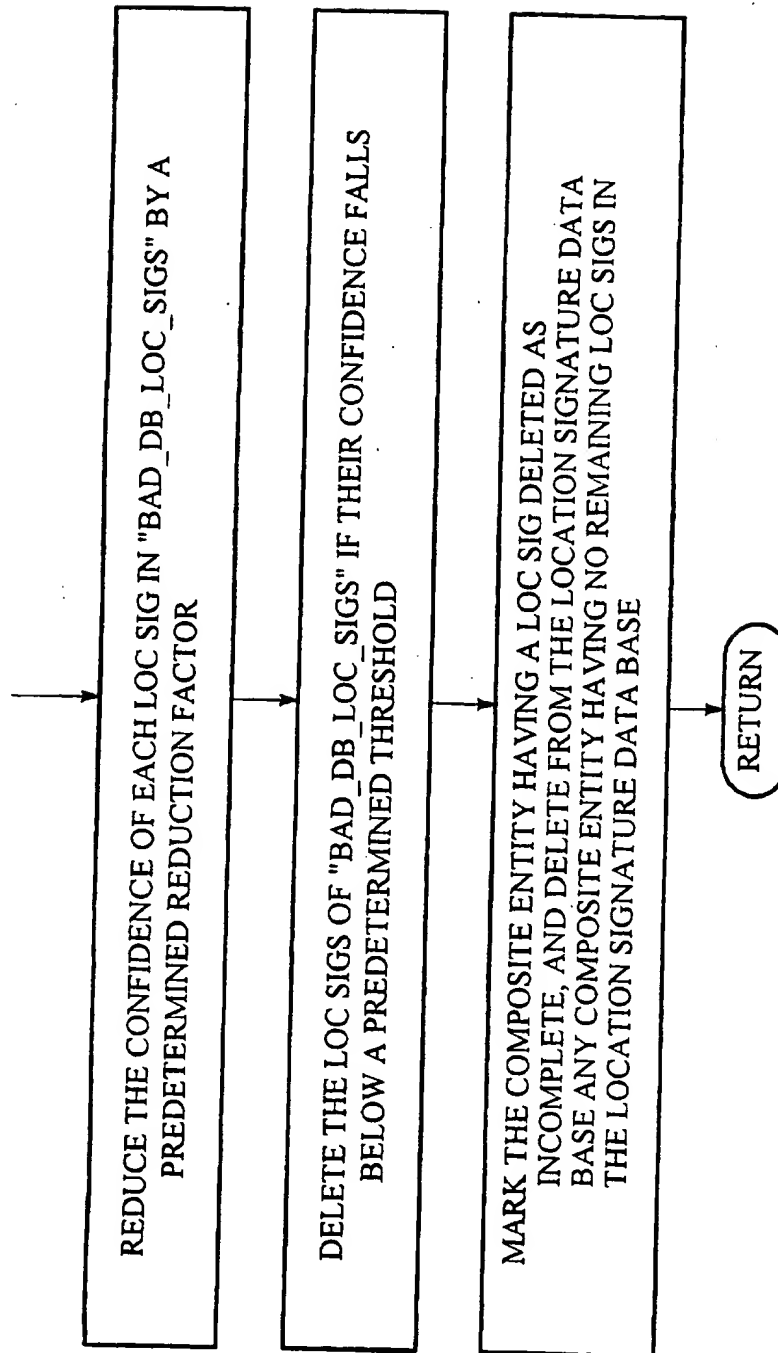 REDUCE THE CONFIDENCE OF EACH LOC SIG IN "BAD_DB_LOC_SIGS" BY A
PREDETERMINED REDUCTION FACTOR
DELETE THE LOC SIGS OF "BAD_DB_LOC_SIGS" IF THEIR CONFIDENCE FALLS
BELOW A PREDETERMINED THRESHOLD
MARK THE COMPOSITE ENTITY HAVING A LOC SIG DELETED AS
INCOMPLETE, AND DELETE FROM THE LOCATION SIGNATURE DATA
BASE ANY COMPOSITE ENTITY HAVING NO REMAINING LOC SIGS IN
THE LOCATION SIGNATURE DATA BASE
RETURN